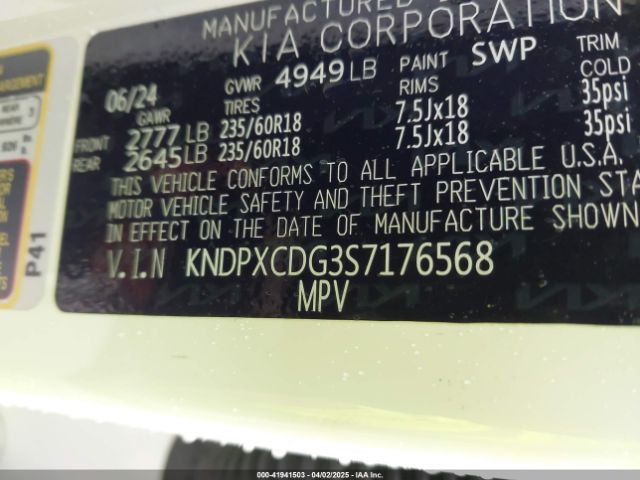 MANUFACTURED
KIA CORPORATION
06/24 GVWR 4949LB PAINT SWP TRIM
GAWR TIRES RIMS COLD
FRONT 2777LB 235/60R18 7.5Jx18 35psi
REAR 2645LB 235/60R18 7.5Jx18 35psi
THIS VEHICLE CONFORMS TO ALL APPLICABLE U.S.A.
MOTOR VEHICLE SAFETY AND THEFT PREVENTION STA
IN EFFECT ON THE DATE OF MANUFACTURE SHOWN
V.I.N KNDPXCDG3S7176568
MPV
P41
000-41941503 - 04/02/2025 - IAA Inc.